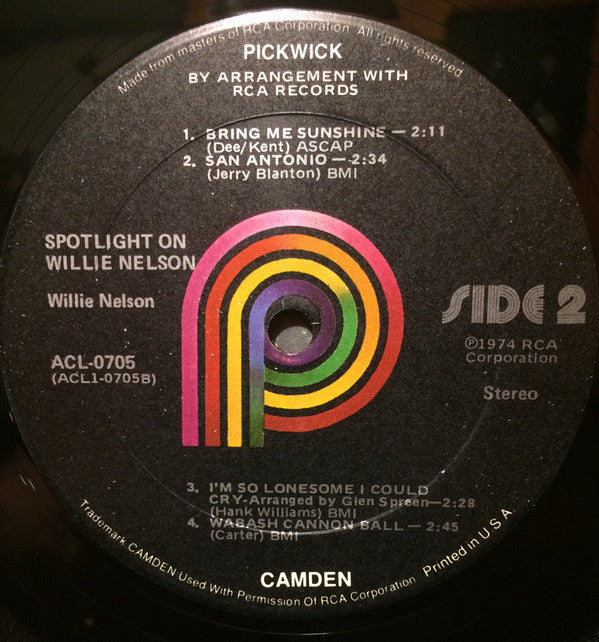 Made from masters of RCA Corporation. All rights reserved.
PICKWICK
BY ARRANGEMENT WITH
RCA RECORDS
1. BRING ME SUNSHINE — 2:11
(Dee/Kent) ASCAP
2. SAN ANTONIO — 2:34
(Jerry Blanton) BMI
SPOTLIGHT ON
WILLIE NELSON
Willie Nelson
ACL-0705
(ACL1-0705B)
SIDE 2
℗1974 RCA
Corporation
Stereo
3. I'M SO LONESOME I COULD
CRY-Arranged by Glen Spreen—2:28
(Hank Williams) BMI
4. WABASH CANNON BALL — 2:45
(Carter) BMI
CAMDEN
Trademark CAMDEN Used With Permission Of RCA Corporation
Printed in U S A